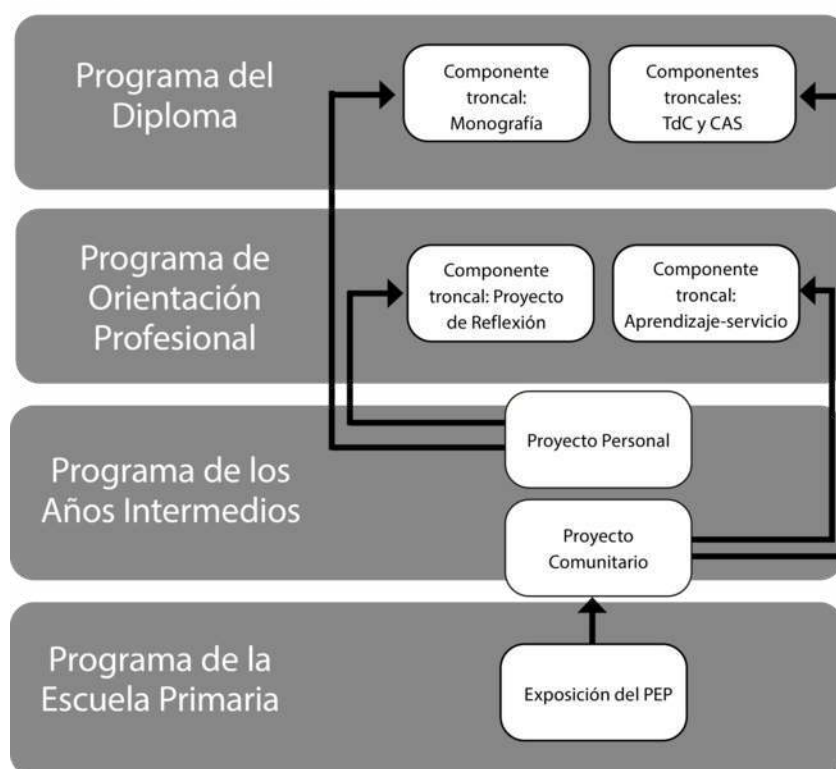 Programa del
Diploma
Componente
troncal:
Monografía
Componentes
troncales:
TdC y CAS
Programa de
Orientación
Profesional
Componente
troncal: Proyecto
de Reflexión
Componente
troncal:
Aprendizaje-servicio
Programa de los
Años Intermedios
Proyecto Personal
Proyecto
Comunitario
Programa de la
Escuela Primaria
Exposición del PEP